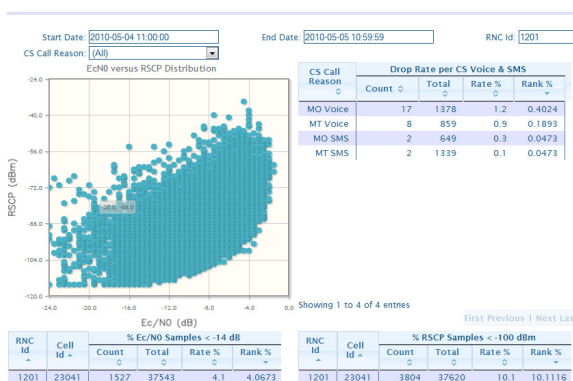 Start Date: 2010-05-04 11:00:00 End Date: 2010-05-05 10:59:59 RNC Id: 1201
CS Call Reason: (All)
EcN0 versus RSCP Distribution
-24.0
-40.0
-56.0
-72.0
-88.0
-104.0
-120.0
RSCP (dBm)
-20.0, -88.0
-24.0 -20.0 -16.0 -12.0 -8.0 -4.0 0.0
Ec/N0 (dB)
CS Call Reason Drop Rate per CS Voice & SMS
Count Total Rate % Rank %
MO Voice 17 1378 1.2 0.4024
MT Voice 8 859 0.9 0.1893
MO SMS 2 649 0.3 0.0473
MT SMS 2 1339 0.1 0.0473
Showing 1 to 4 of 4 entries
First Previous 1 Next Las
RNC Id Cell Id % Ec/N0 Samples < -14 dB
Count Total Rate % Rank %
1201 23041 1527 37543 4.1 4.0673
RNC Id Cell Id % RSCP Samples < -100 dBm
Count Total Rate % Rank %
1201 23041 3804 37620 10.1 10.1116